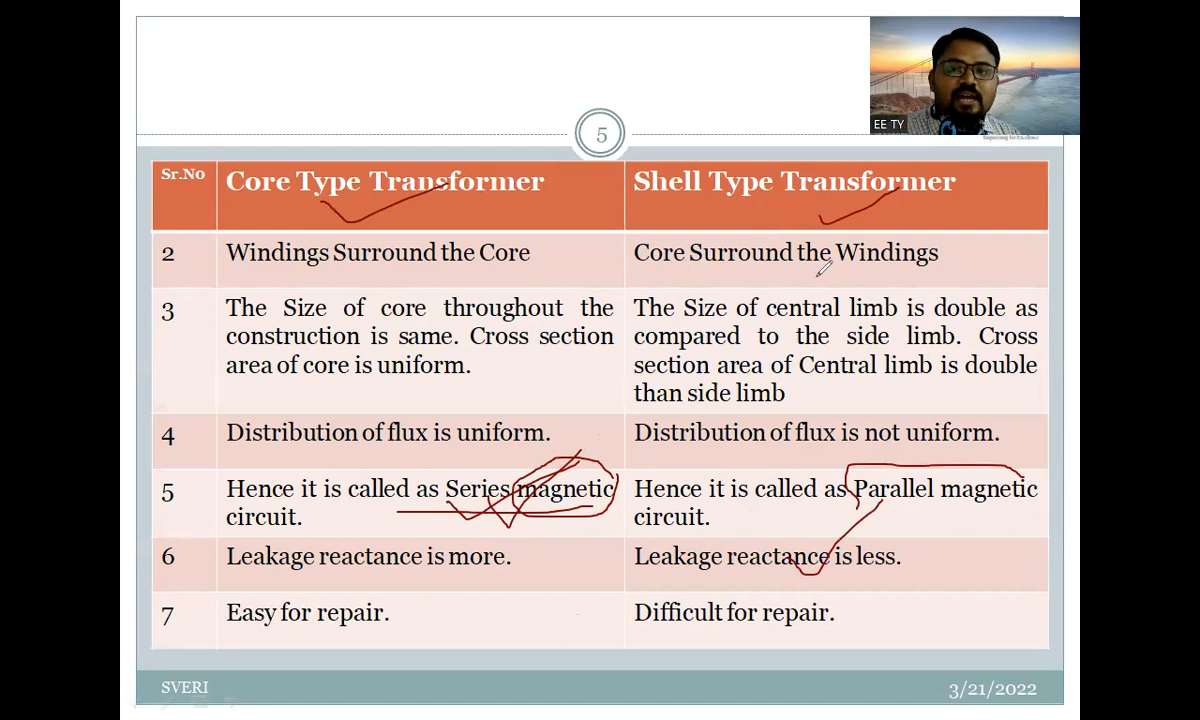 EE TY
5
Sr.No Core Type Transformer Shell Type Transformer
2 Windings Surround the Core Core Surround the Windings
3 The Size of core throughout the construction is same. Cross section area of core is uniform. The Size of central limb is double as compared to the side limb. Cross section area of Central limb is double than side limb
4 Distribution of flux is uniform. Distribution of flux is not uniform.
5 Hence it is called as Series magnetic circuit. Hence it is called as Parallel magnetic circuit.
6 Leakage reactance is more. Leakage reactance is less.
7 Easy for repair. Difficult for repair.
SVERI 3/21/2022